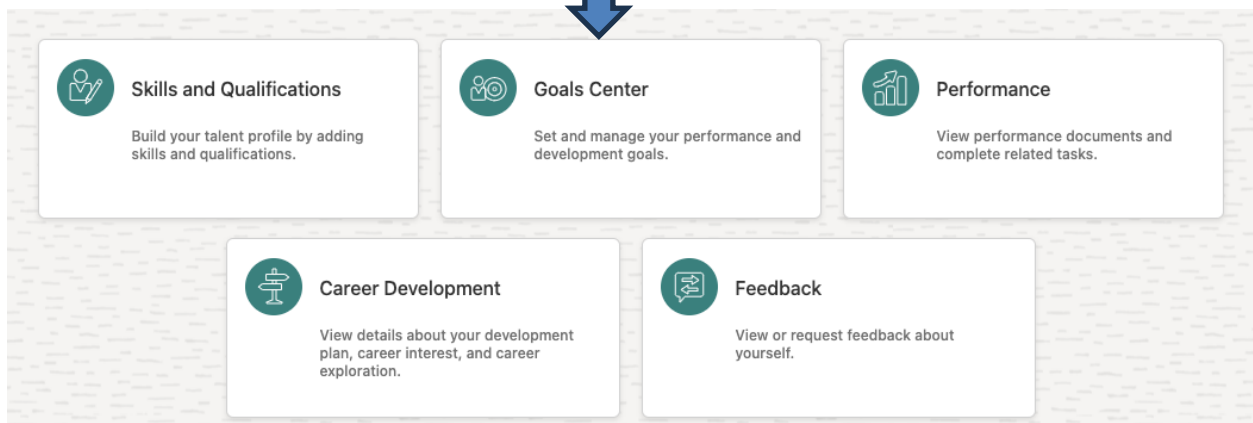 Skills and Qualifications
Build your talent profile by adding
skills and qualifications.
Goals Center
Set and manage your performance and
development goals.
Performance
View performance documents and
complete related tasks.
Career Development
View details about your development
plan, career interest, and career
exploration.
Feedback
View or request feedback about
yourself.